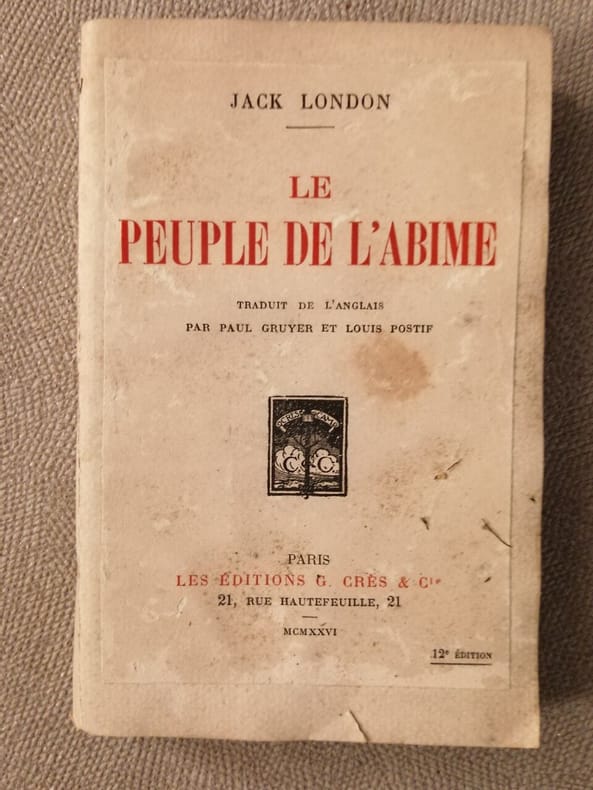 JACK LONDON
LE
PEUPLE DE L'ABIME
TRADUIT DE L'ANGLAIS
PAR PAUL GRUYER ET LOUIS POSTIF
C & C
PARIS
LES ÉDITIONS G. CRÈS & Cie
21, RUE HAUTEFEUILLE, 21
MCMXXVI
12e ÉDITION